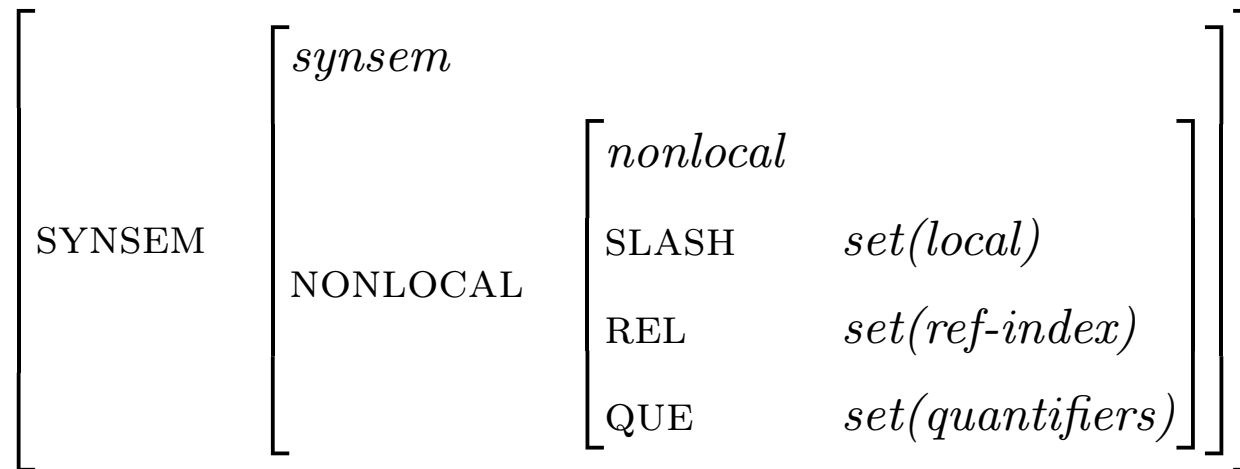 synsem
nonlocal
SYNSEM
SLASH set(local)
NONLOCAL
REL set(ref-index)
QUE set(quantifiers)